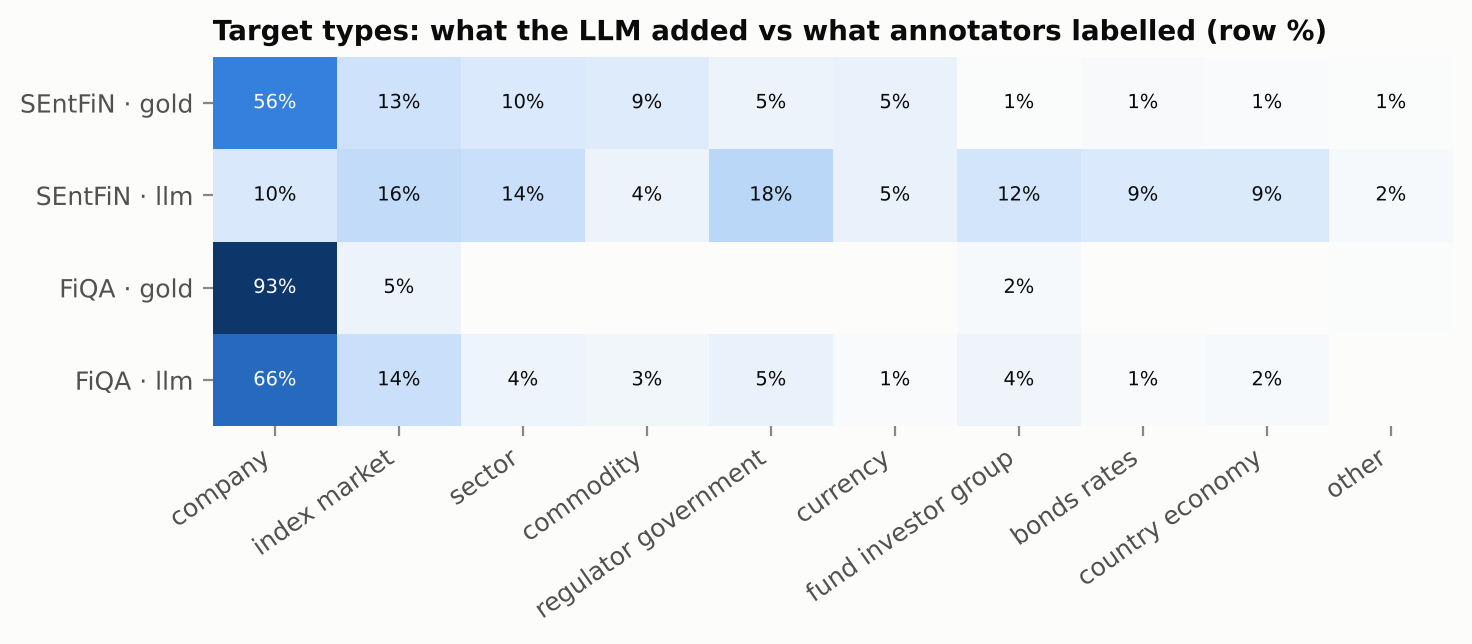 Target types: what the LLM added vs what annotators labelled (row %)
SEntFiN · gold 56% 13% 10% 9% 5% 5% 1% 1% 1% 1%
SEntFiN · llm 10% 16% 14% 4% 18% 5% 12% 9% 9% 2%
FiQA · gold 93% 5% 2%
FiQA · llm 66% 14% 4% 3% 5% 1% 4% 1% 2%
company
index market
sector
commodity
regulator government
currency
fund investor group
bonds rates
country economy
other